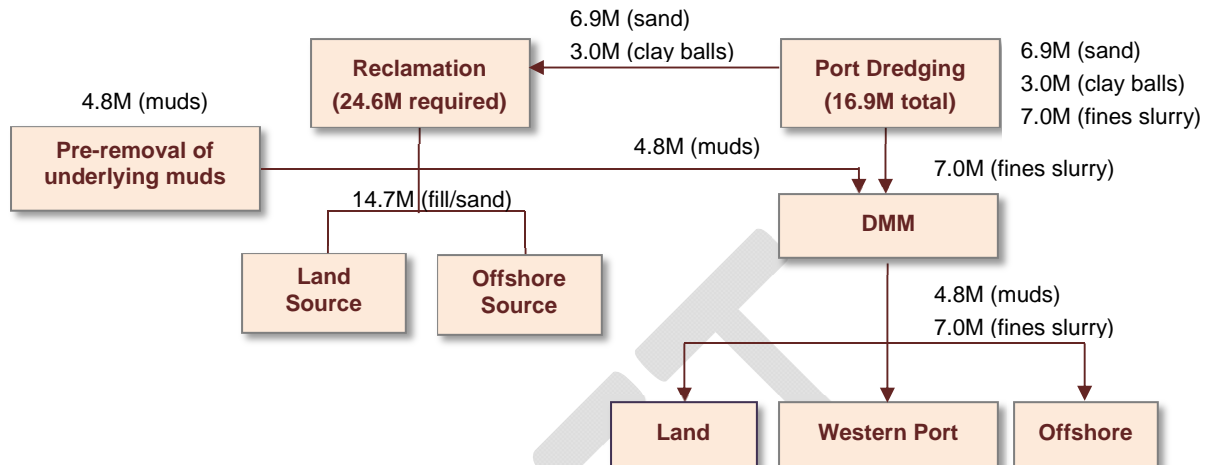 6.9M (sand)
3.0M (clay balls)
Reclamation
(24.6M required)
Port Dredging
(16.9M total)
6.9M (sand)
3.0M (clay balls)
7.0M (fines slurry)
4.8M (muds)
Pre-removal of
underlying muds
4.8M (muds)
7.0M (fines slurry)
14.7M (fill/sand)
DMM
Land
Source
Offshore
Source
4.8M (muds)
7.0M (fines slurry)
Land
Western Port
Offshore